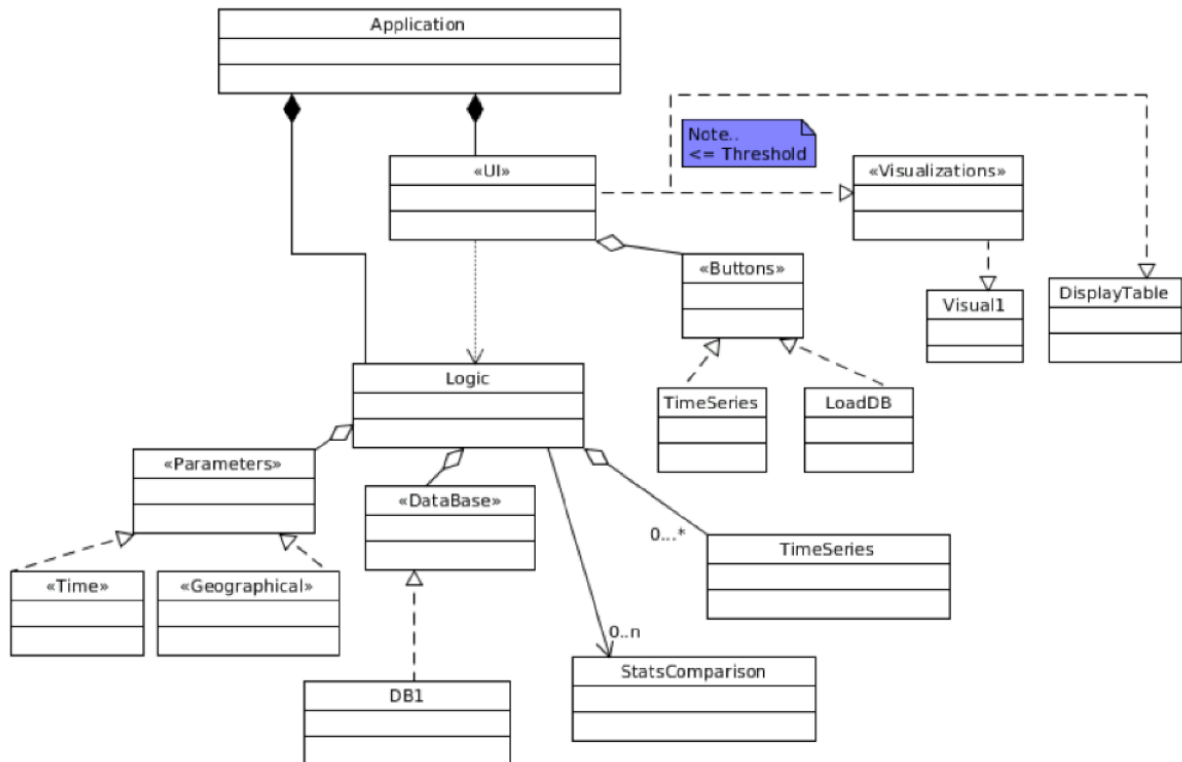 Application
Note..
<= Threshold
«UI»
«Visualizations»
«Buttons»
Visual1
DisplayTable
Logic
TimeSeries
LoadDB
«Parameters»
«DataBase»
0...*
TimeSeries
«Time»
«Geographical»
0..n
StatsComparison
DB1